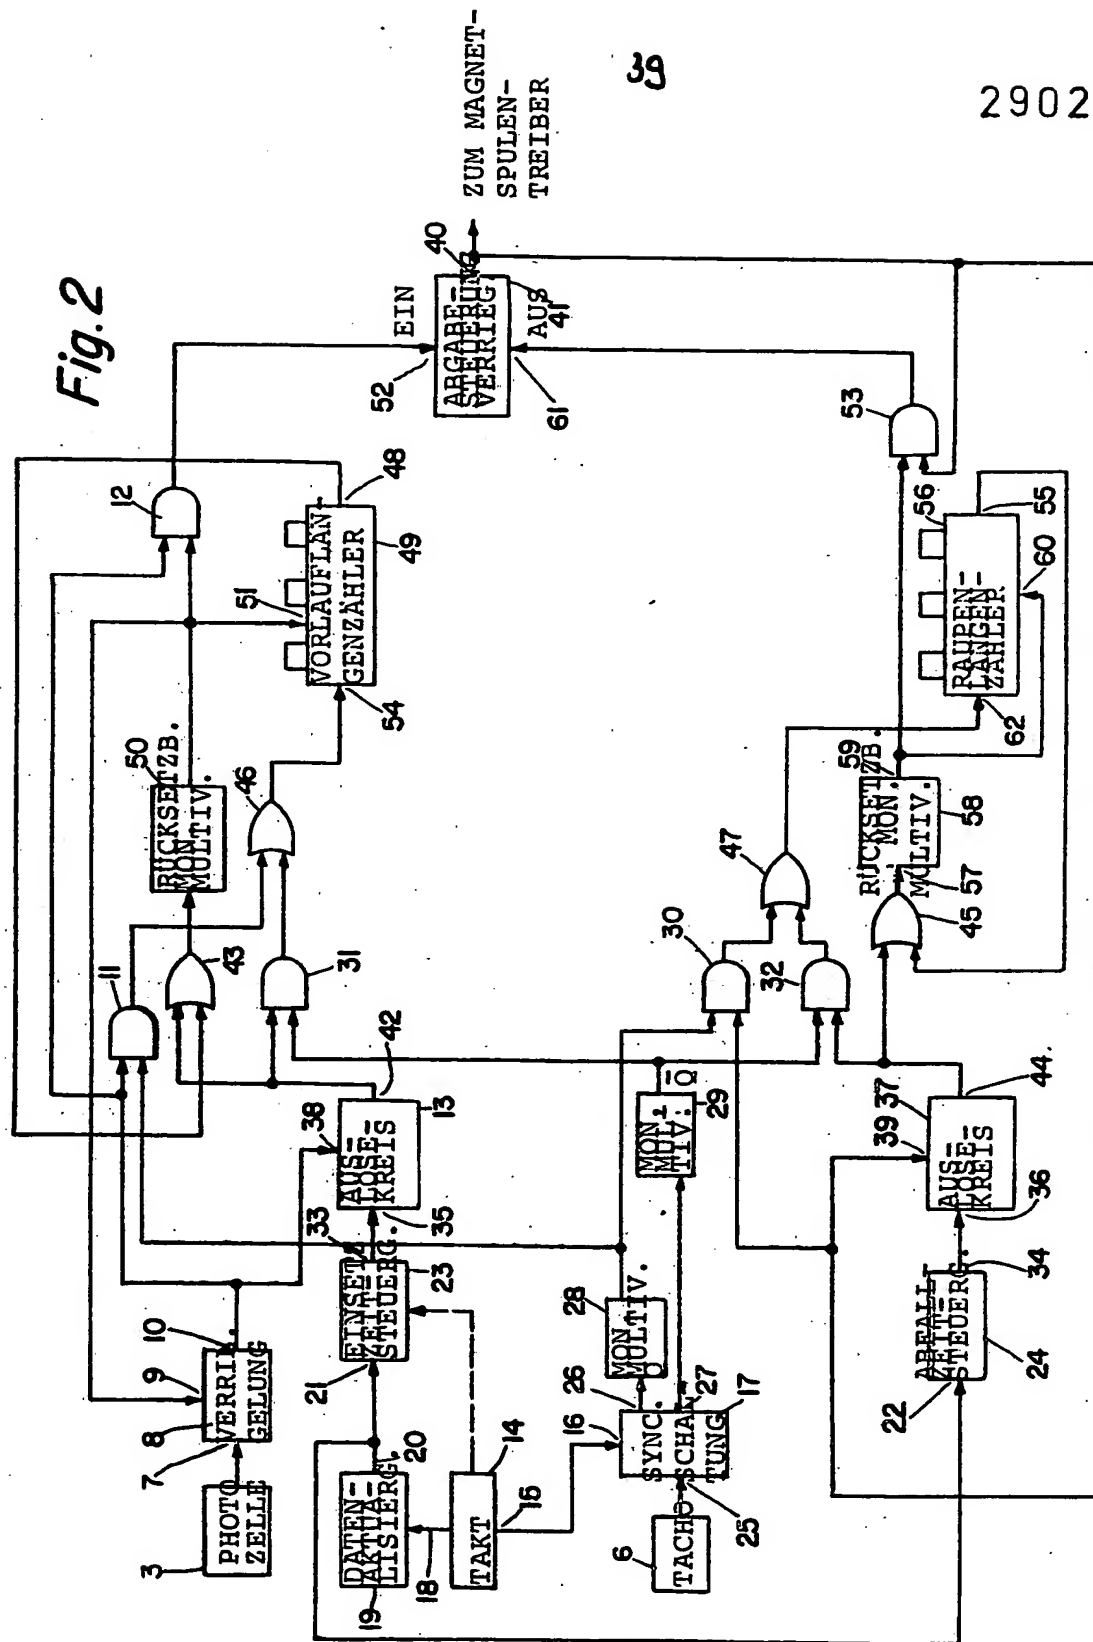 Fig. 2
39
2902
3
PHOTO
ZELLE
7
8
9
10
VERRIE.
GELUNG
11
43
RÜCKSETZB.
50
MON.
MULTIV.
12
46
31
51
VORLAUFLÄN-
GENZÄHLER
54
48
49
52
EIN
ABGABE-
STEUERUNG
VERRIEG.
40
41
AUS
61
ZUM MAGNET-
SPULEN-
TREIBER
19
DATEN-
AKTUA-
LISIERG.
20
18
21
EINSETZ
ZEIT-
STEUERG.
33
23
35
38
AUS-
LÖSE-
KREIS
42
13
TAKT
14
16
16
26
SYNC.
SCHAL
TUNG
27
17
25
6
TACHO
MON.
MULTIV.
Q
28
MON.
MUL-
TIV.
Q
29
30
32
47
22
ABFALL-
ZEIT-
STEUERG.
34
24
36
39
AUS-
LÖSE-
KREIS
37
44
45
57
RÜCKSETZB.
MON.
MULTIV.
59
58
62
RAUPEN-
LÄNGEN-
ZÄHLER
56
55
60
53